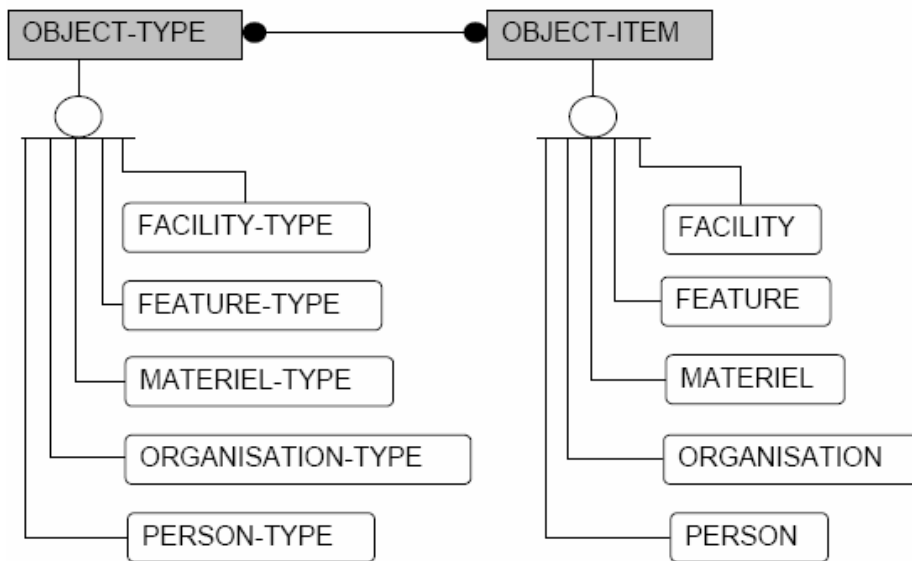 OBJECT-TYPE
OBJECT-ITEM
FACILITY-TYPE
FACILITY
FEATURE-TYPE
FEATURE
MATERIEL-TYPE
MATERIEL
ORGANISATION-TYPE
ORGANISATION
PERSON-TYPE
PERSON